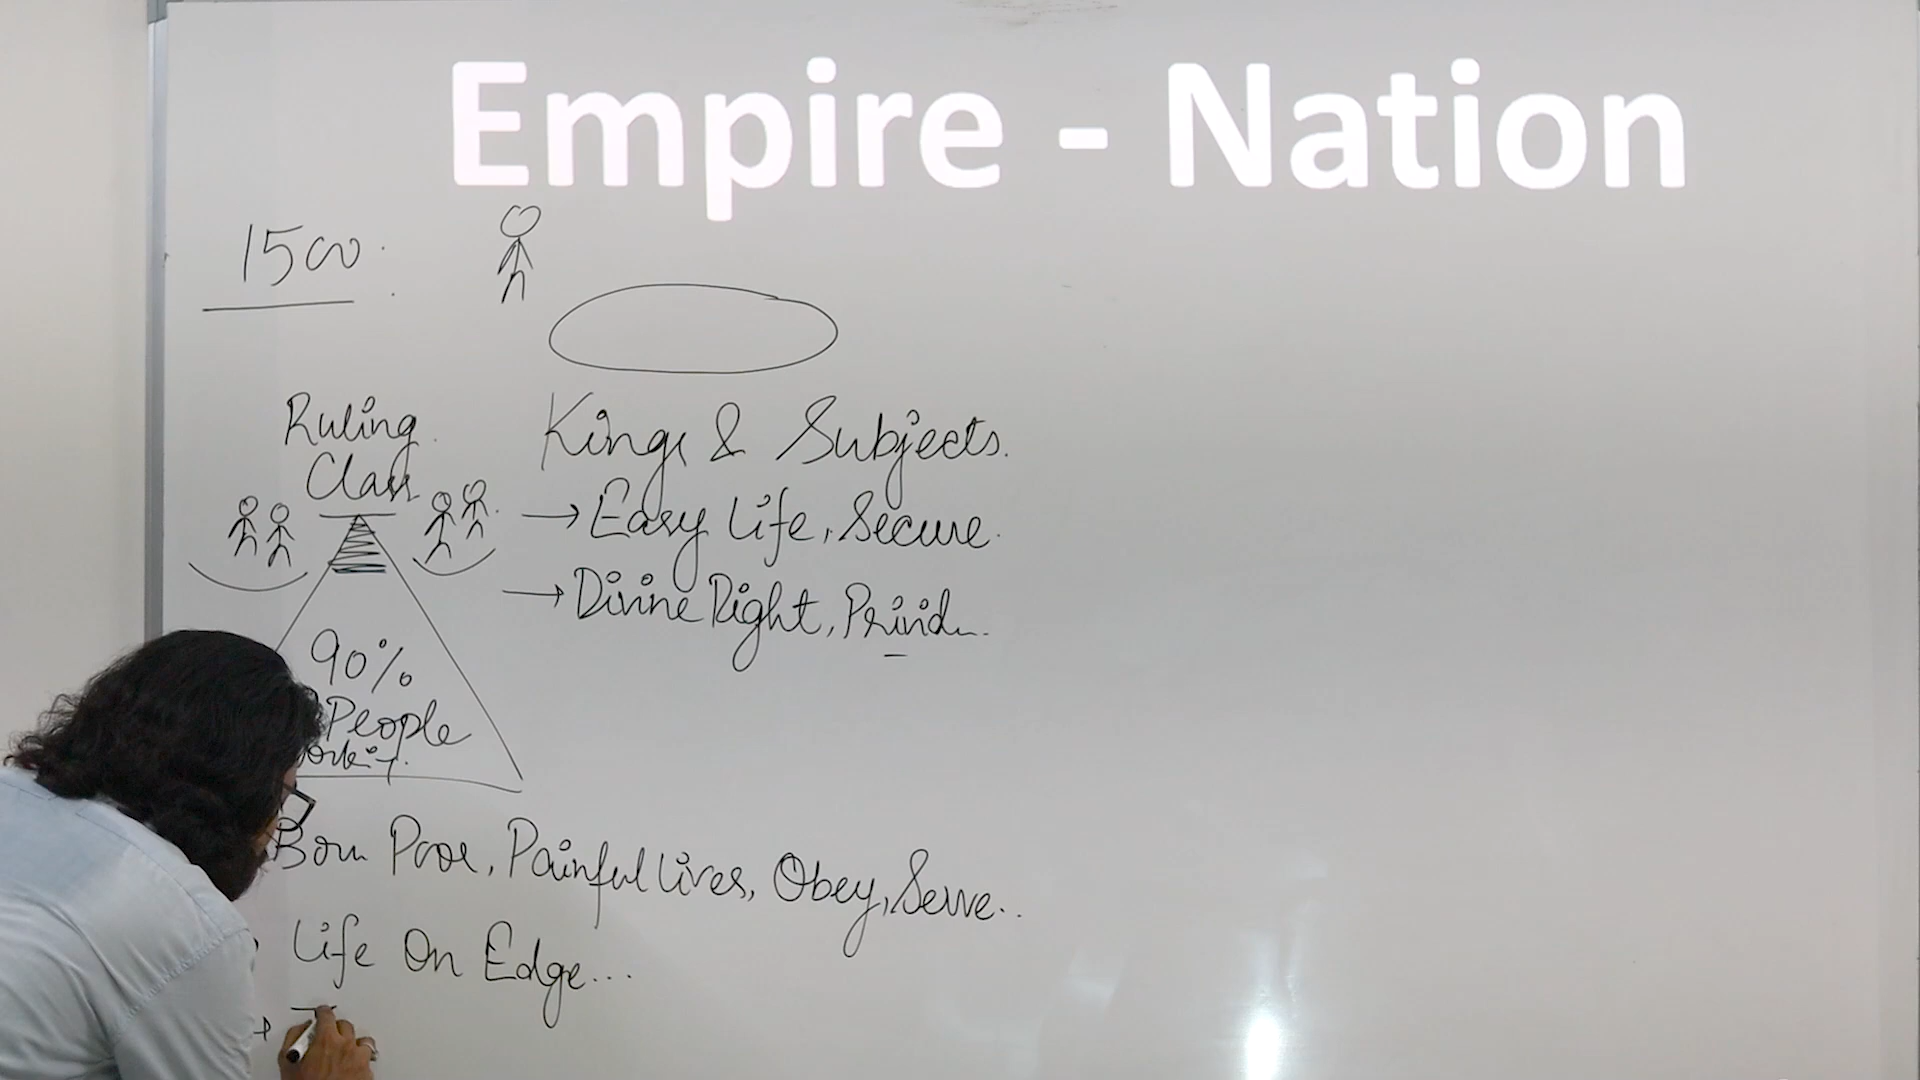 Empire - Nation
1500
Ruling
Class
Kings & Subjects.
→ Easy Life, Secure.
→ Divine Right,
90%
People
Born Poor, Painful Lives, Obey, Serve..
Life On Edge...
→